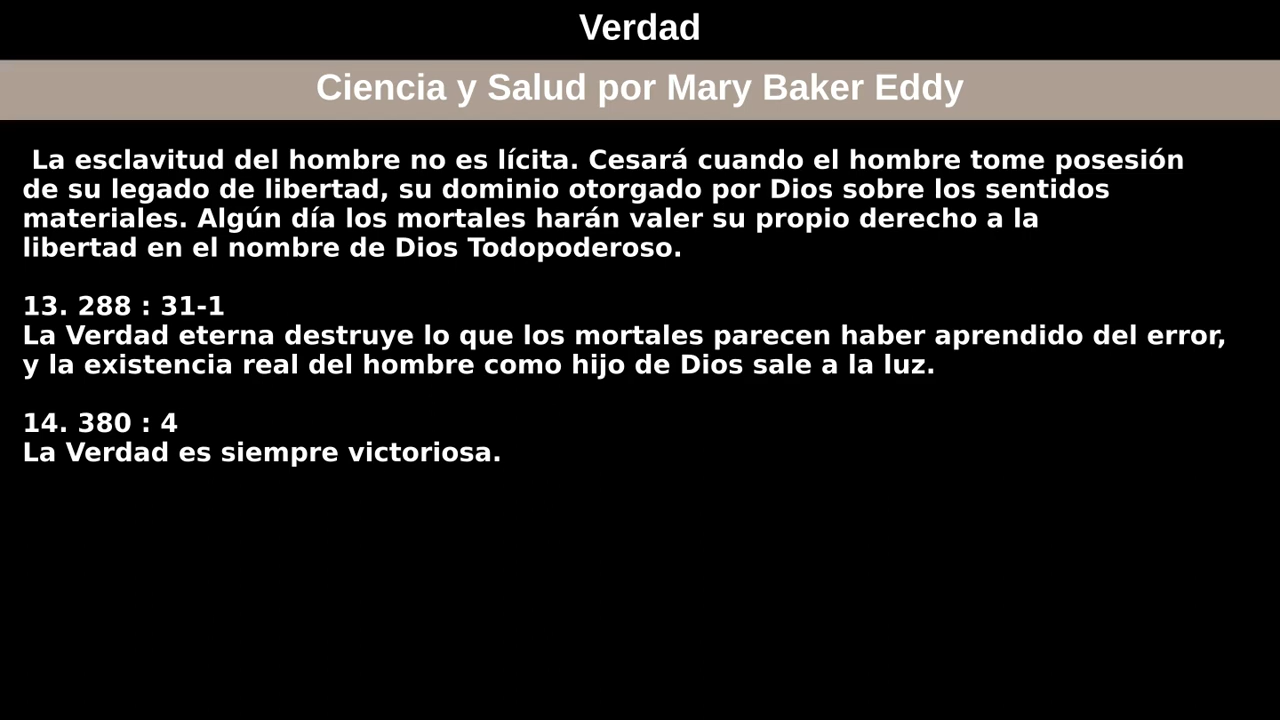 Verdad
Ciencia y Salud por Mary Baker Eddy
La esclavitud del hombre no es lícita. Cesará cuando el hombre tome posesión
de su legado de libertad, su dominio otorgado por Dios sobre los sentidos
materiales. Algún día los mortales harán valer su propio derecho a la
libertad en el nombre de Dios Todopoderoso.
13. 288 : 31-1
La Verdad eterna destruye lo que los mortales parecen haber aprendido del error,
y la existencia real del hombre como hijo de Dios sale a la luz.
14. 380 : 4
La Verdad es siempre victoriosa.